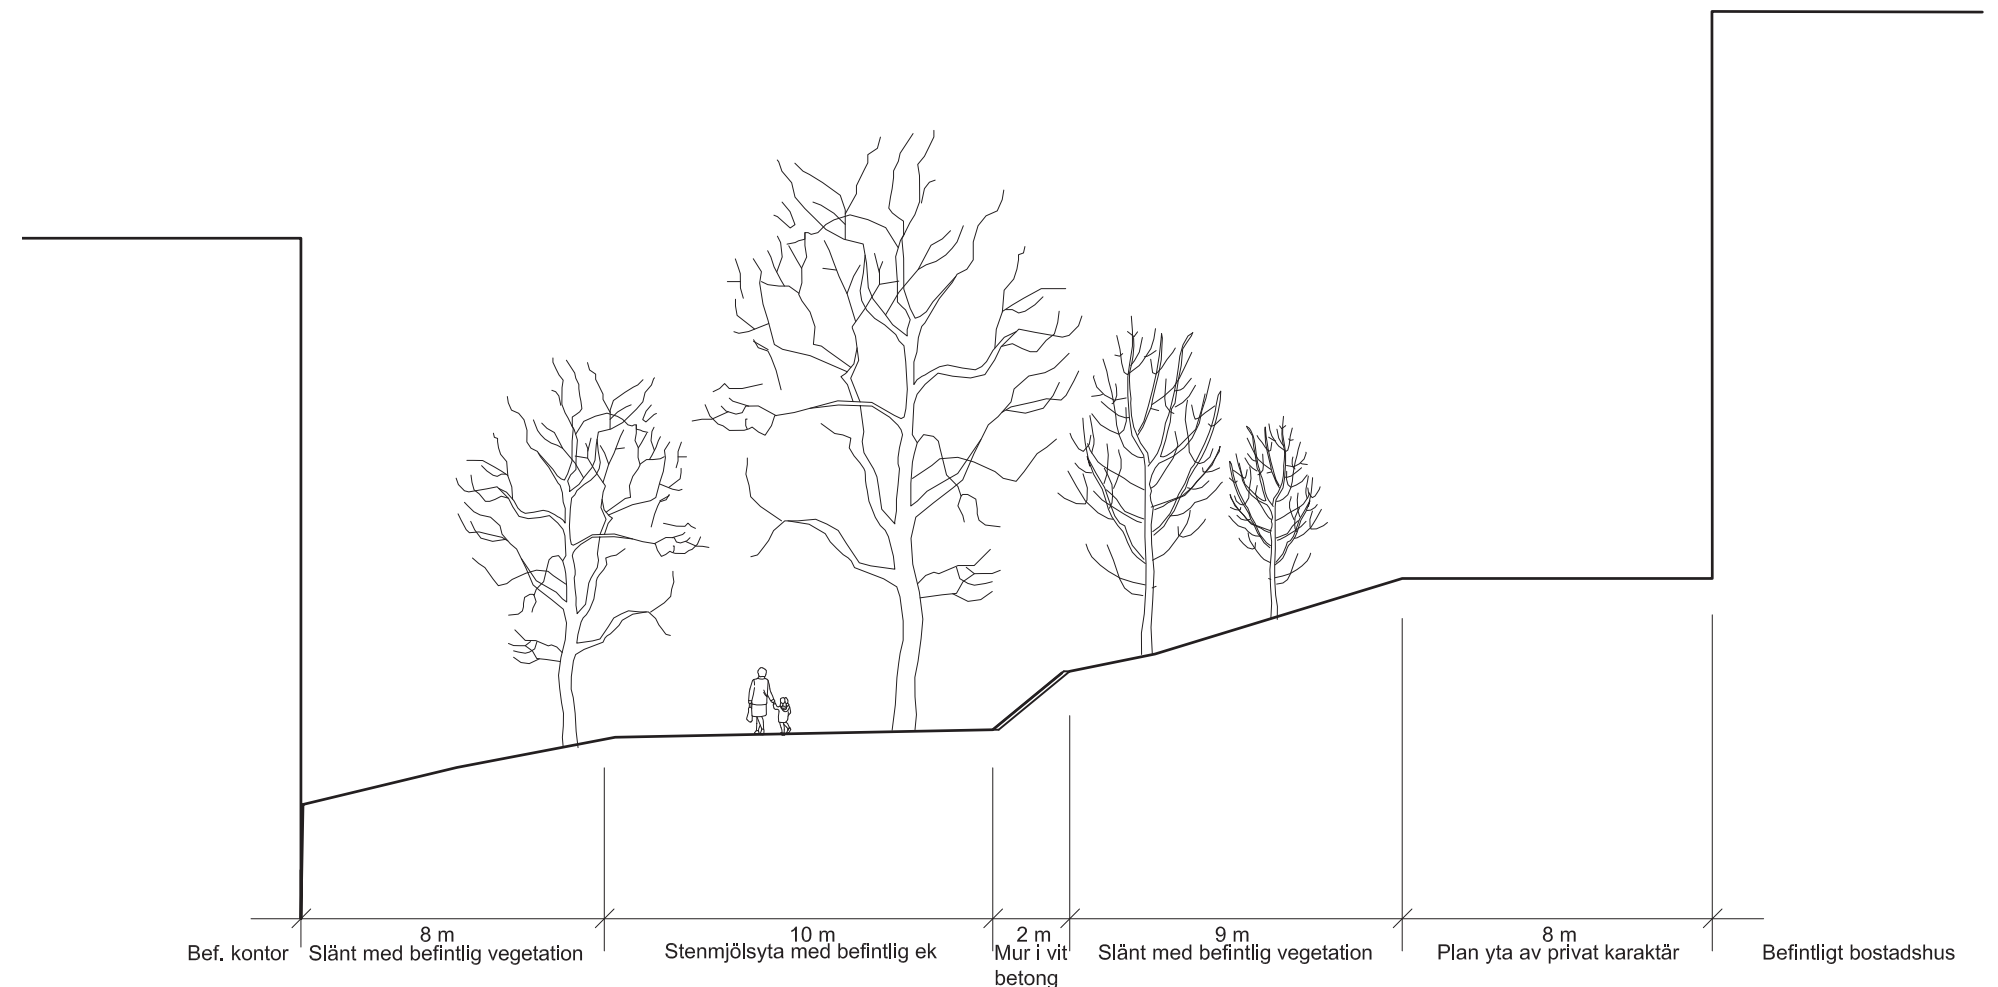 8 m
10 m
2 m
9 m
8 m
Bef. kontor
Slänt med befintlig vegetation
Stenmjölsyta med befintlig ek
Mur i vit
betong
Slänt med befintlig vegetation
Plan yta av privat karaktär
Befintligt bostadshus